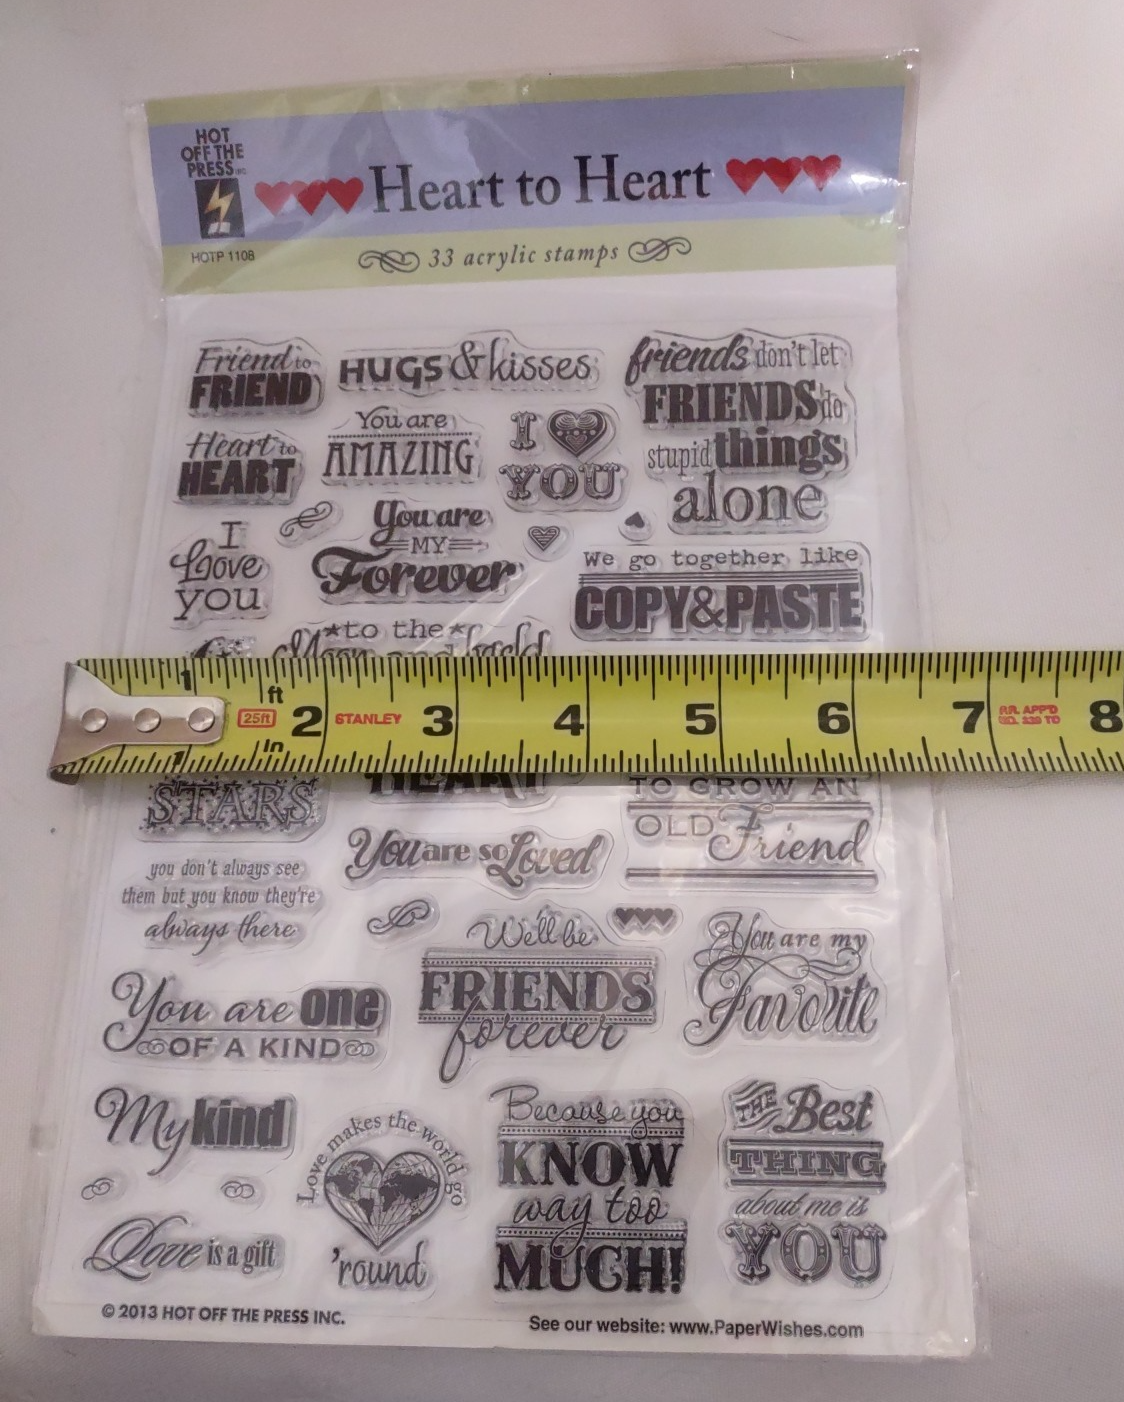 HOT
OFF THE
PRESS INC.
Heart to Heart
HOTP 1108
33 acrylic stamps
Friend to
FRIEND
HUGS & kisses
friends don't let
FRIENDS do
stupid things
alone
Heart to
HEART
You are
AMAZING
I
YOU
I
Love
you
You are
MY
Forever
We go together like
COPY&PASTE
to the
Moon and back
1
ft
25ft
2
STANLEY
3
4
5
6
7
R.R. APP'D
8
In
1
STARS
HEART
TO GROW AN
OLD Friend
you don't always see
them but you know they're
always there
You are so Loved
We'll be
FRIENDS
forever
You are my
Favorite
You are one
OF A KIND
My kind
Love makes the world go
'round
Because you
KNOW
way too
MUCH!
THE Best
THING
about me is
YOU
Love is a gift
© 2013 HOT OFF THE PRESS INC.
See our website: www.PaperWishes.com